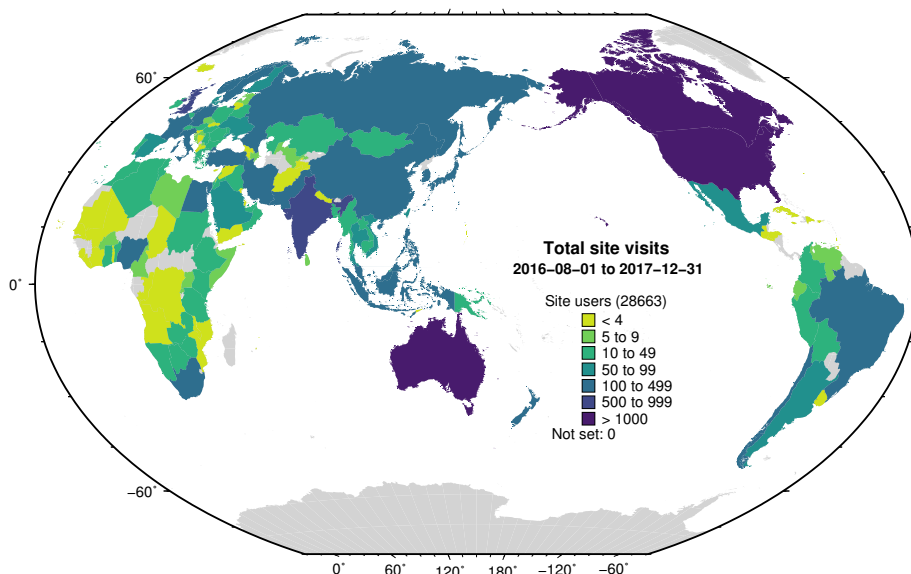 60°
0°
−60°
Total site visits
2016−08−01 to 2017−12−31
Site users (28663)
< 4
5 to 9
10 to 49
50 to 99
100 to 499
500 to 999
> 1000
Not set: 0
0° 60° 120° 180° −120° −60°